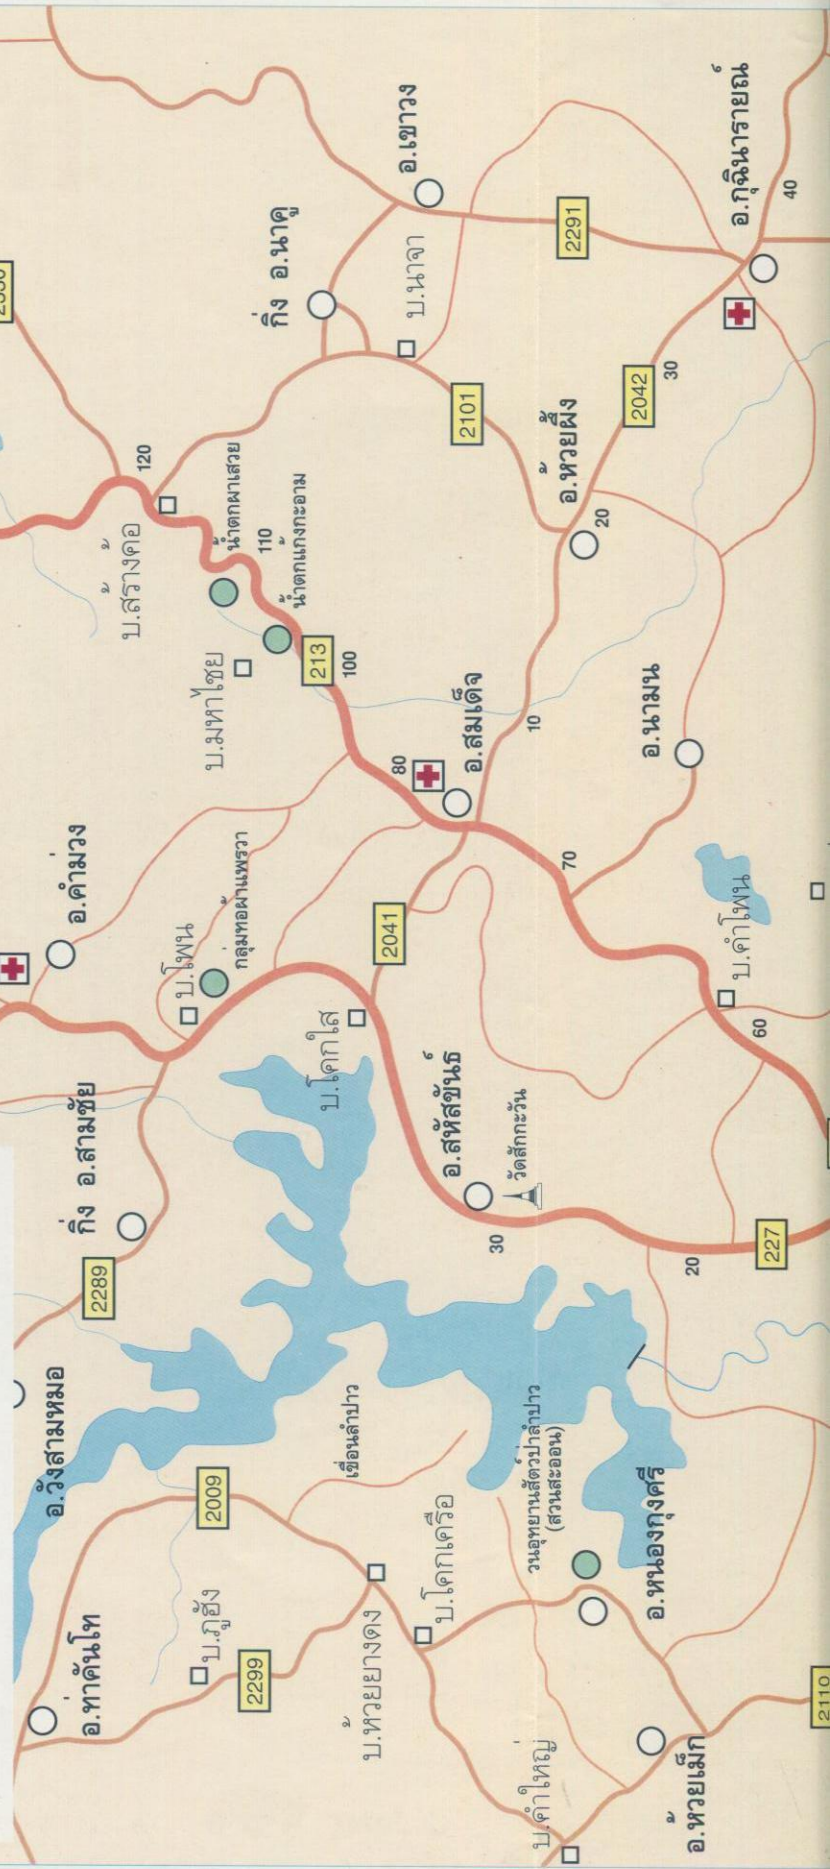 อ.วังสามหมอ
อ.ท่าคันโท
2009
บ.ภูฮัง
2299
บ.ห้วยยางดง
เขื่อนลำปาว
บ.โคกเครือ
วนอุทยานสัตว์ป่าลำปาว
(สวนสะออน)
อ.หนองกุงศรี
บ.คำใหญ่
อ.ห้วยเม็ก
2110
อ.คำม่วง
กิ่ง อ.สามชัย
2289
บ.โพน
กลุ่มทอผ้าแพรวา
บ.โคกใส
2041
อ.สหัสขันธ์
วัดสักกะวัน
30
20
227
บ.คำโพน
60
70
120
บ.สร้างค้อ
น้ำตกผาเสวย
110
น้ำตกแก้งกะอาม
บ.มหาไชย
213
100
80
อ.สมเด็จ
10
อ.นามน
กิ่ง อ.นาคู
อ.เขาวง
บ.นาจา
2101
2291
อ.ห้วยผึ้ง
20
2042
30
อ.กุฉินารายณ์
40